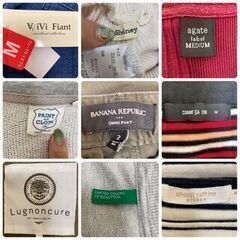 ViVi Fiant
M
Shiney
agate
label
MEDIUM
PAINT
CLOTH
BANANA REPUBLIC
CHINO PANT
2
COMME ÇA ISM
M
Lugnoncure
UNITED COLORS
OF BENETTON
chocol raffine